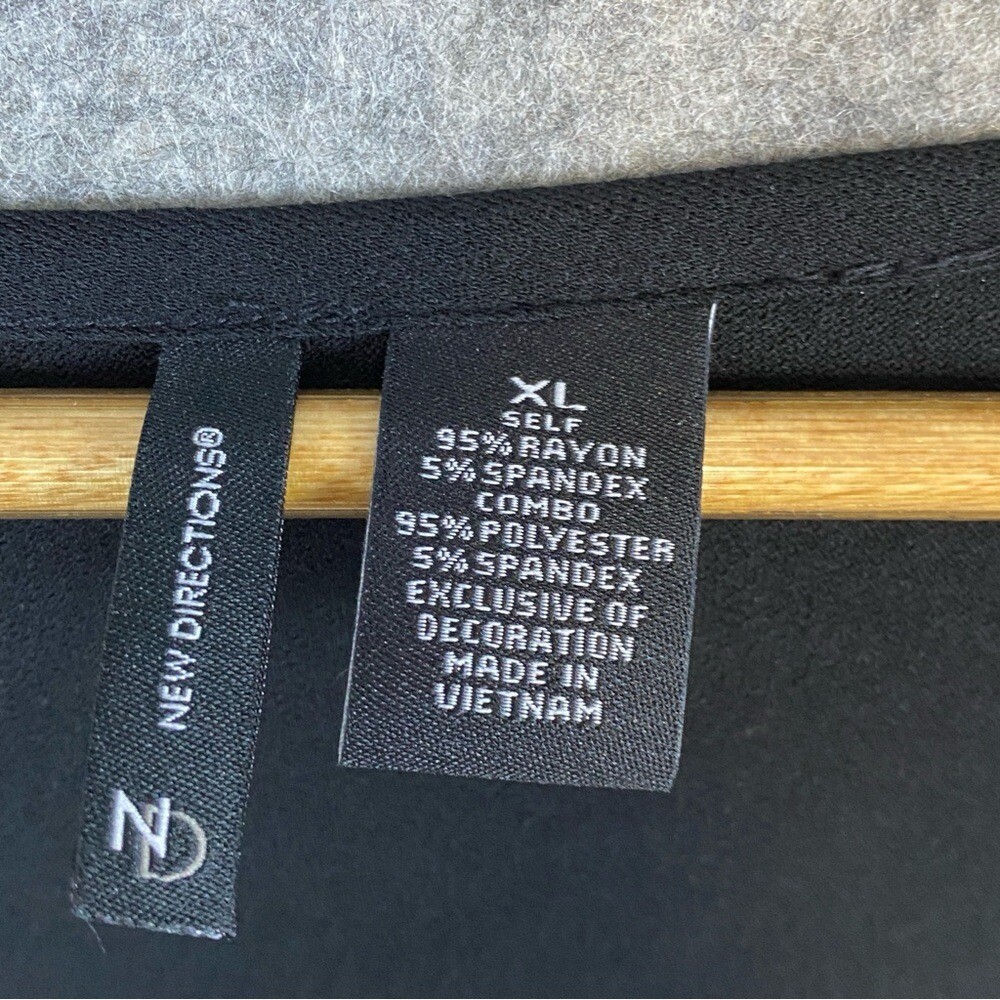 NEW DIRECTIONS®
ND
XL
SELF
95% RAYON
5% SPANDEX
COMBO
95% POLYESTER
5% SPANDEX
EXCLUSIVE OF
DECORATION
MADE IN
VIETNAM